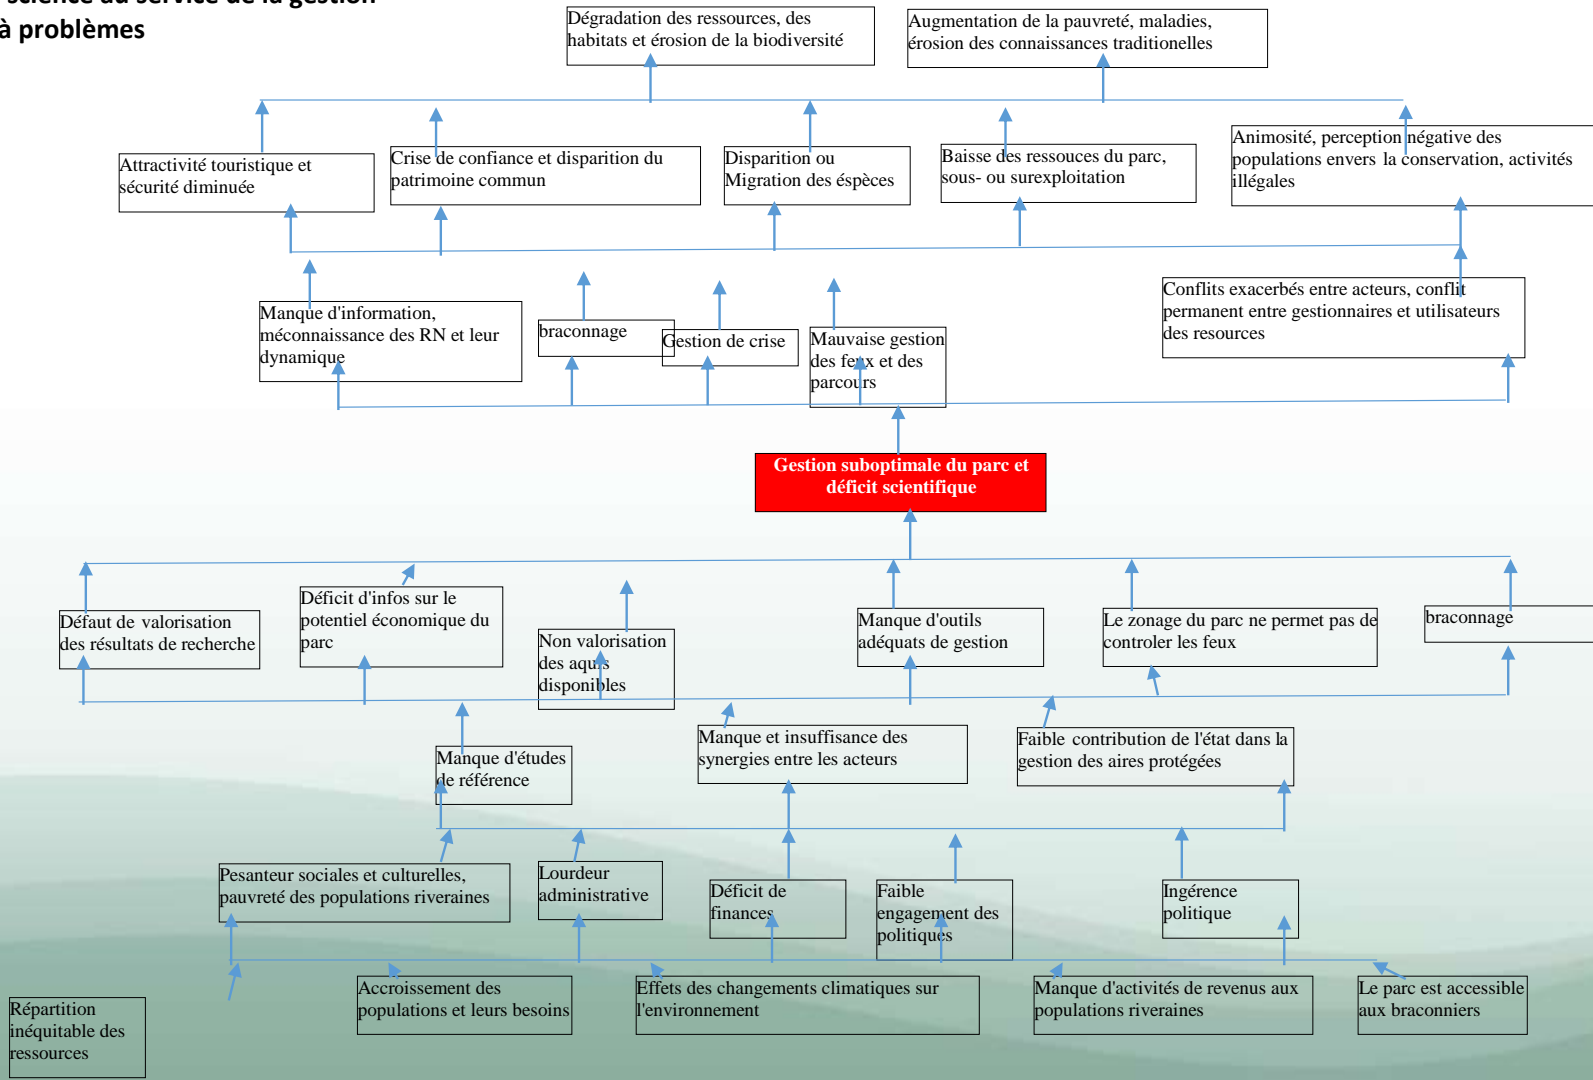 science au service de la gestion
à problèmes
Dégradation des ressources, des
habitats et érosion de la biodiversité
Augmentation de la pauvreté, maladies,
érosion des connaissances traditionelles
Attractivité touristique et
sécurité diminuée
Crise de confiance et disparition du
patrimoine commun
Disparition ou
Migration des éspèces
Baisse des ressouces du parc,
sous- ou surexploitation
Animosité, perception négative des
populations envers la conservation, activités
illégales
Manque d'information,
méconnaissance des RN et leur
dynamique
braconnage
Gestion de crise
Mauvaise gestion
des feux et des
parcours
Conflits exacerbés entre acteurs, conflit
permanent entre gestionnaires et utilisateurs
des resources
Gestion suboptimale du parc et
déficit scientifique
Défaut de valorisation
des résultats de recherche
Déficit d'infos sur le
potentiel économique du
parc
Non valorisation
des aquis
disponibles
Manque d'outils
adéquats de gestion
Le zonage du parc ne permet pas de
controler les feux
braconnage
Manque d'études
de référence
Manque et insuffisance des
synergies entre les acteurs
Faible contribution de l'état dans la
gestion des aires protégées
Pesanteur sociales et culturelles,
pauvreté des populations riveraines
Lourdeur
administrative
Déficit de
finances
Faible
engagement des
politiques
Ingérence
politique
Répartition
inéquitable des
ressources
Accroissement des
populations et leurs besoins
Effets des changements climatiques sur
l'environnement
Manque d'activités de revenus aux
populations riveraines
Le parc est accessible
aux braconniers